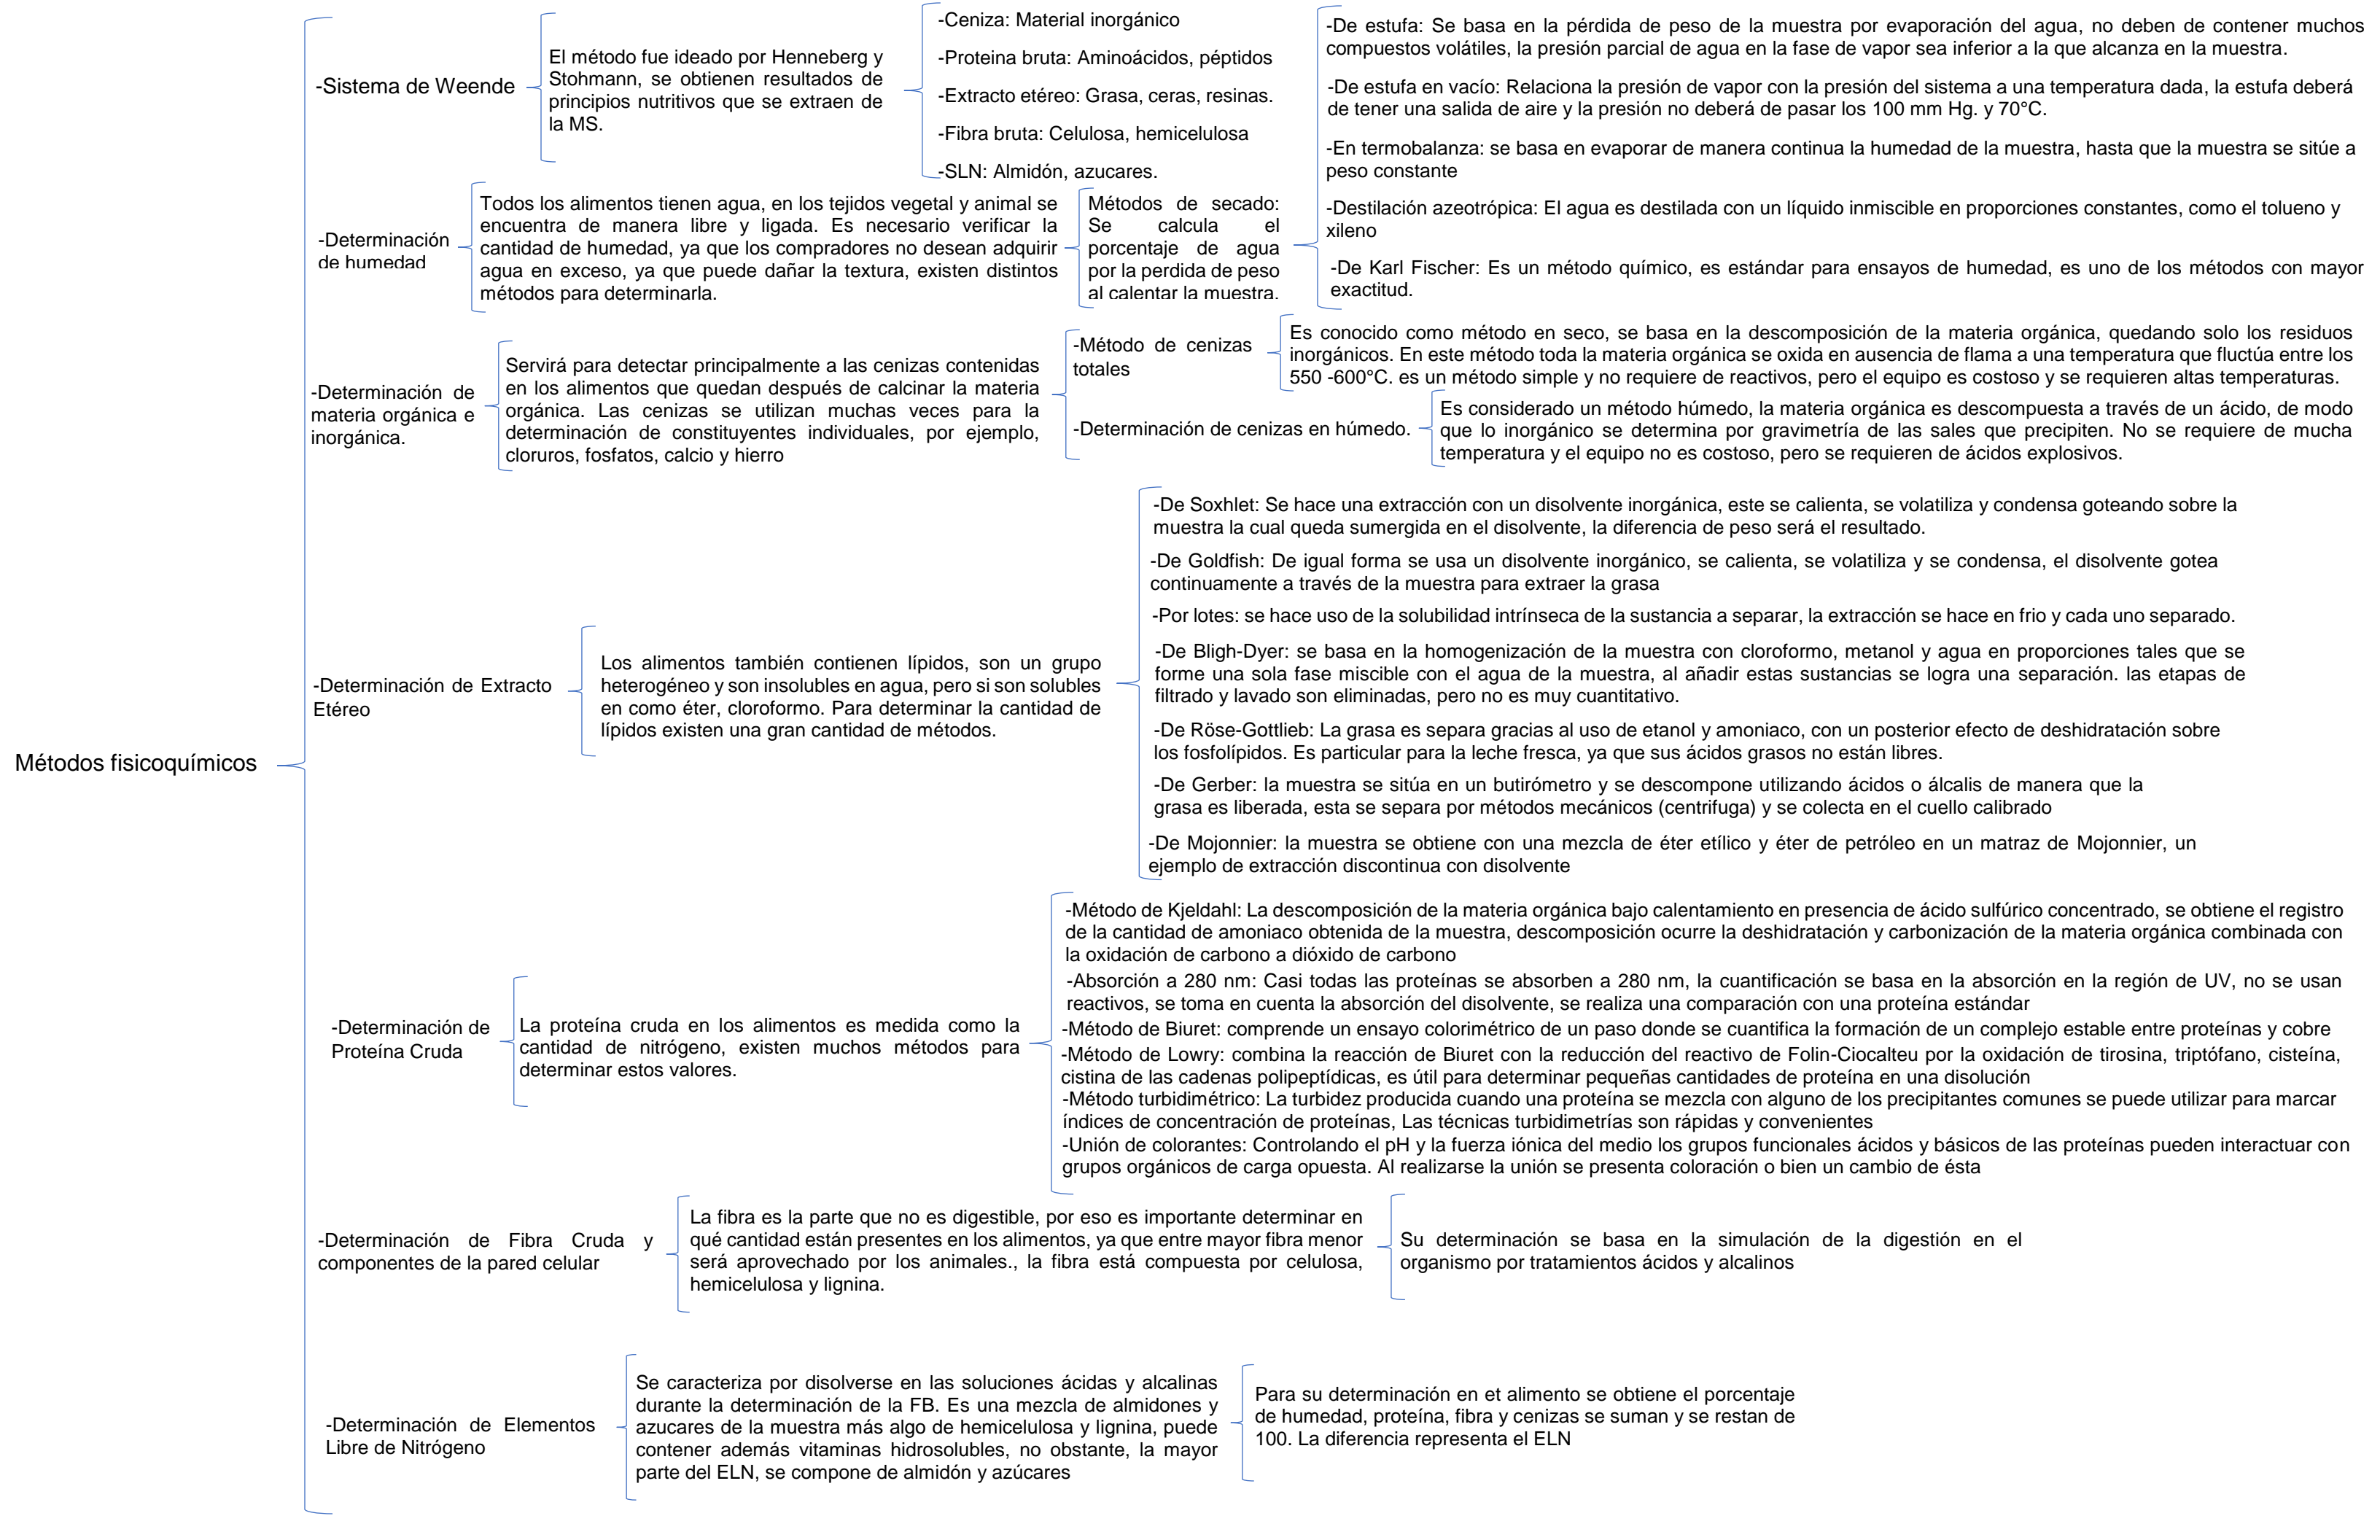 Métodos fisicoquímicos
-Sistema de Weende
El método fue ideado por Henneberg y
Stohmann, se obtienen resultados de
principios nutritivos que se extraen de
la MS.
-Ceniza: Material inorgánico
-Proteina bruta: Aminoácidos, péptidos
-Extracto etéreo: Grasa, ceras, resinas.
-Fibra bruta: Celulosa, hemicelulosa
-SLN: Almidón, azucares.
-Determinación
de humedad
Todos los alimentos tienen agua, en los tejidos vegetal y animal se
encuentra de manera libre y ligada. Es necesario verificar la
cantidad de humedad, ya que los compradores no desean adquirir
agua en exceso, ya que puede dañar la textura, existen distintos
métodos para determinarla.
Métodos de secado:
Se calcula el
porcentaje de agua
por la perdida de peso
al calentar la muestra.
-De estufa: Se basa en la pérdida de peso de la muestra por evaporación del agua, no deben de contener muchos
compuestos volátiles, la presión parcial de agua en la fase de vapor sea inferior a la que alcanza en la muestra.
-De estufa en vacío: Relaciona la presión de vapor con la presión del sistema a una temperatura dada, la estufa deberá
de tener una salida de aire y la presión no deberá de pasar los 100 mm Hg. y 70°C.
-En termobalanza: se basa en evaporar de manera continua la humedad de la muestra, hasta que la muestra se sitúe a
peso constante
-Destilación azeotrópica: El agua es destilada con un líquido inmiscible en proporciones constantes, como el tolueno y
xileno
-De Karl Fischer: Es un método químico, es estándar para ensayos de humedad, es uno de los métodos con mayor
exactitud.
-Determinación de
materia orgánica e
inorgánica.
Servirá para detectar principalmente a las cenizas contenidas
en los alimentos que quedan después de calcinar la materia
orgánica. Las cenizas se utilizan muchas veces para la
determinación de constituyentes individuales, por ejemplo,
cloruros, fosfatos, calcio y hierro
-Método de cenizas
totales
Es conocido como método en seco, se basa en la descomposición de la materia orgánica, quedando solo los residuos
inorgánicos. En este método toda la materia orgánica se oxida en ausencia de flama a una temperatura que fluctúa entre los
550 -600°C. es un método simple y no requiere de reactivos, pero el equipo es costoso y se requieren altas temperaturas.
-Determinación de cenizas en húmedo.
Es considerado un método húmedo, la materia orgánica es descompuesta a través de un ácido, de modo
que lo inorgánico se determina por gravimetría de las sales que precipiten. No se requiere de mucha
temperatura y el equipo no es costoso, pero se requieren de ácidos explosivos.
-Determinación de Extracto
Etéreo
Los alimentos también contienen lípidos, son un grupo
heterogéneo y son insolubles en agua, pero si son solubles
en como éter, cloroformo. Para determinar la cantidad de
lípidos existen una gran cantidad de métodos.
-De Soxhlet: Se hace una extracción con un disolvente inorgánica, este se calienta, se volatiliza y condensa goteando sobre la
muestra la cual queda sumergida en el disolvente, la diferencia de peso será el resultado.
-De Goldfish: De igual forma se usa un disolvente inorgánico, se calienta, se volatiliza y se condensa, el disolvente gotea
continuamente a través de la muestra para extraer la grasa
-Por lotes: se hace uso de la solubilidad intrínseca de la sustancia a separar, la extracción se hace en frio y cada uno separado.
-De Bligh-Dyer: se basa en la homogenización de la muestra con cloroformo, metanol y agua en proporciones tales que se
forme una sola fase miscible con el agua de la muestra, al añadir estas sustancias se logra una separación. las etapas de
filtrado y lavado son eliminadas, pero no es muy cuantitativo.
-De Röse-Gottlieb: La grasa es separa gracias al uso de etanol y amoniaco, con un posterior efecto de deshidratación sobre
los fosfolípidos. Es particular para la leche fresca, ya que sus ácidos grasos no están libres.
-De Gerber: la muestra se sitúa en un butirómetro y se descompone utilizando ácidos o álcalis de manera que la
grasa es liberada, esta se separa por métodos mecánicos (centrifuga) y se colecta en el cuello calibrado
-De Mojonnier: la muestra se obtiene con una mezcla de éter etílico y éter de petróleo en un matraz de Mojonnier, un
ejemplo de extracción discontinua con disolvente
-Determinación de
Proteína Cruda
La proteína cruda en los alimentos es medida como la
cantidad de nitrógeno, existen muchos métodos para
determinar estos valores.
-Método de Kjeldahl: La descomposición de la materia orgánica bajo calentamiento en presencia de ácido sulfúrico concentrado, se obtiene el registro
de la cantidad de amoniaco obtenida de la muestra, descomposición ocurre la deshidratación y carbonización de la materia orgánica combinada con
la oxidación de carbono a dióxido de carbono
-Absorción a 280 nm: Casi todas las proteínas se absorben a 280 nm, la cuantificación se basa en la absorción en la región de UV, no se usan
reactivos, se toma en cuenta la absorción del disolvente, se realiza una comparación con una proteína estándar
-Método de Biuret: comprende un ensayo colorimétrico de un paso donde se cuantifica la formación de un complejo estable entre proteínas y cobre
-Método de Lowry: combina la reacción de Biuret con la reducción del reactivo de Folin-Ciocalteu por la oxidación de tirosina, triptófano, cisteína,
cistina de las cadenas polipeptídicas, es útil para determinar pequeñas cantidades de proteína en una disolución
-Método turbidimétrico: La turbidez producida cuando una proteína se mezcla con alguno de los precipitantes comunes se puede utilizar para marcar
índices de concentración de proteínas, Las técnicas turbidimetrías son rápidas y convenientes
-Unión de colorantes: Controlando el pH y la fuerza iónica del medio los grupos funcionales ácidos y básicos de las proteínas pueden interactuar con
grupos orgánicos de carga opuesta. Al realizarse la unión se presenta coloración o bien un cambio de ésta
-Determinación de Fibra Cruda y
componentes de la pared celular
La fibra es la parte que no es digestible, por eso es importante determinar en
qué cantidad están presentes en los alimentos, ya que entre mayor fibra menor
será aprovechado por los animales., la fibra está compuesta por celulosa,
hemicelulosa y lignina.
Su determinación se basa en la simulación de la digestión en el
organismo por tratamientos ácidos y alcalinos
-Determinación de Elementos
Libre de Nitrógeno
Se caracteriza por disolverse en las soluciones ácidas y alcalinas
durante la determinación de la FB. Es una mezcla de almidones y
azucares de la muestra más algo de hemicelulosa y lignina, puede
contener además vitaminas hidrosolubles, no obstante, la mayor
parte del ELN, se compone de almidón y azúcares
Para su determinación en et alimento se obtiene el porcentaje
de humedad, proteína, fibra y cenizas se suman y se restan de
100. La diferencia representa el ELN